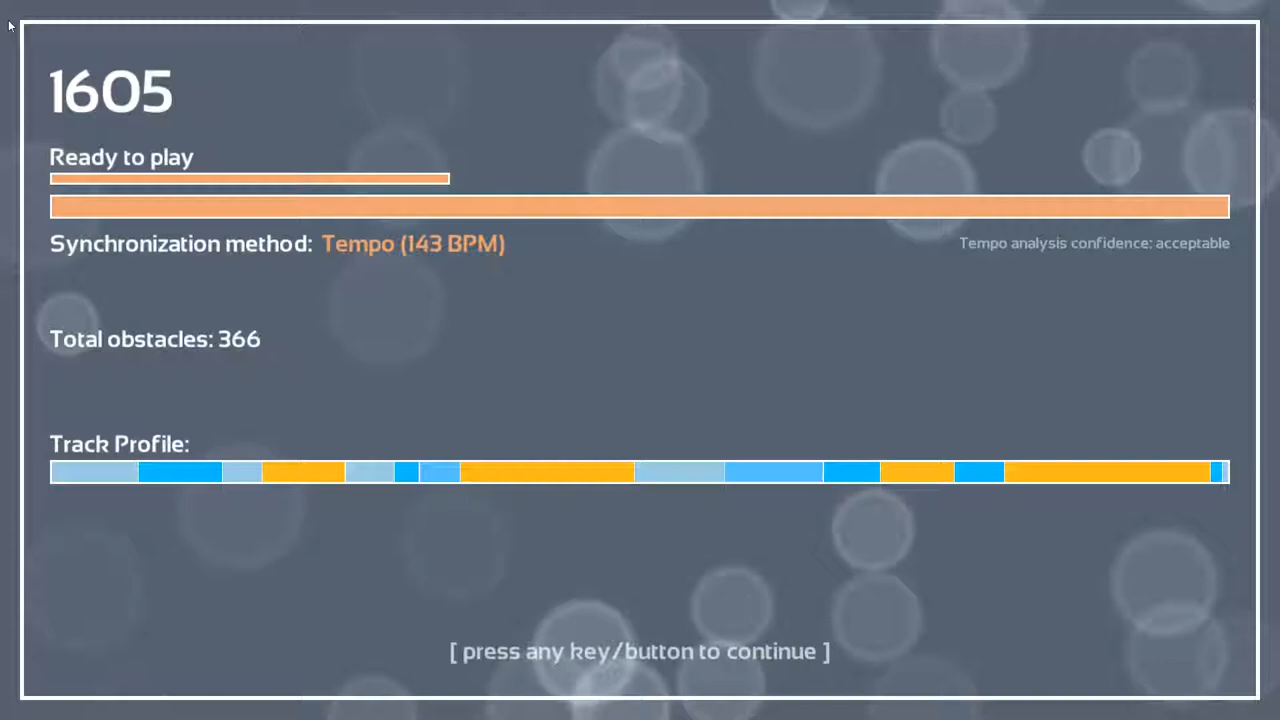 1605
Ready to play
Synchronization method: Tempo (143 BPM)
Tempo analysis confidence: acceptable
Total obstacles: 366
Track Profile:
[ press any key/button to continue ]